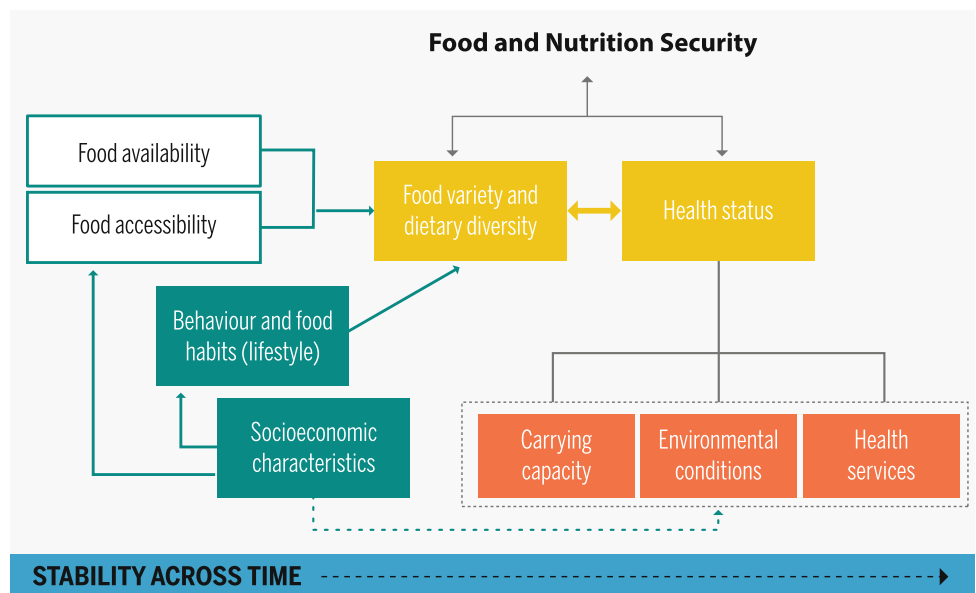 Food and Nutrition Security
Food availability
Food accessibility
Food variety and
dietary diversity
Health status
Behaviour and food
habits (lifestyle)
Socioeconomic
characteristics
Carrying
capacity
Environmental
conditions
Health
services
STABILITY ACROSS TIME